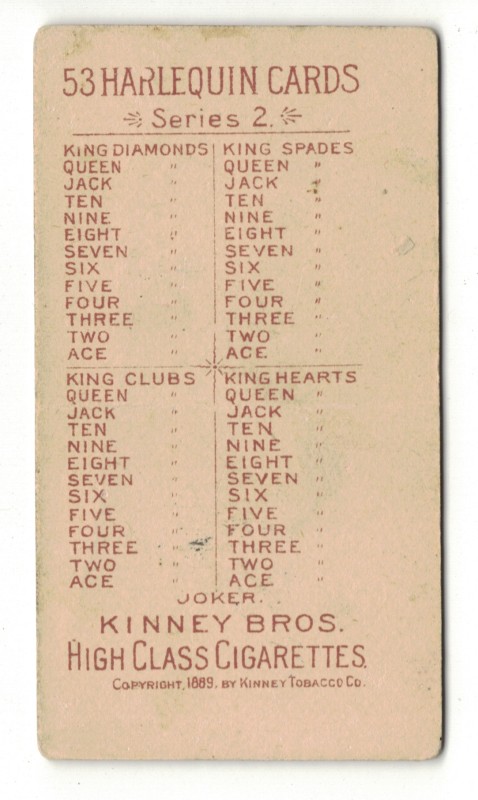 53 HARLEQUIN CARDS
Series 2.
KING DIAMONDS
QUEEN "
JACK "
TEN "
NINE "
EIGHT "
SEVEN "
SIX "
FIVE "
FOUR "
THREE "
TWO "
ACE "
KING SPADES
QUEEN "
JACK "
TEN "
NINE "
EIGHT "
SEVEN "
SIX "
FIVE "
FOUR "
THREE "
TWO "
ACE "
KING CLUBS
QUEEN "
JACK "
TEN "
NINE "
EIGHT "
SEVEN "
SIX "
FIVE "
FOUR "
THREE "
TWO "
ACE "
KING HEARTS
QUEEN "
JACK "
TEN "
NINE "
EIGHT "
SEVEN "
SIX "
FIVE "
FOUR "
THREE "
TWO "
ACE "
JOKER.
KINNEY BROS.
HIGH CLASS CIGARETTES.
COPYRIGHT, 1889, BY KINNEY TOBACCO CO.